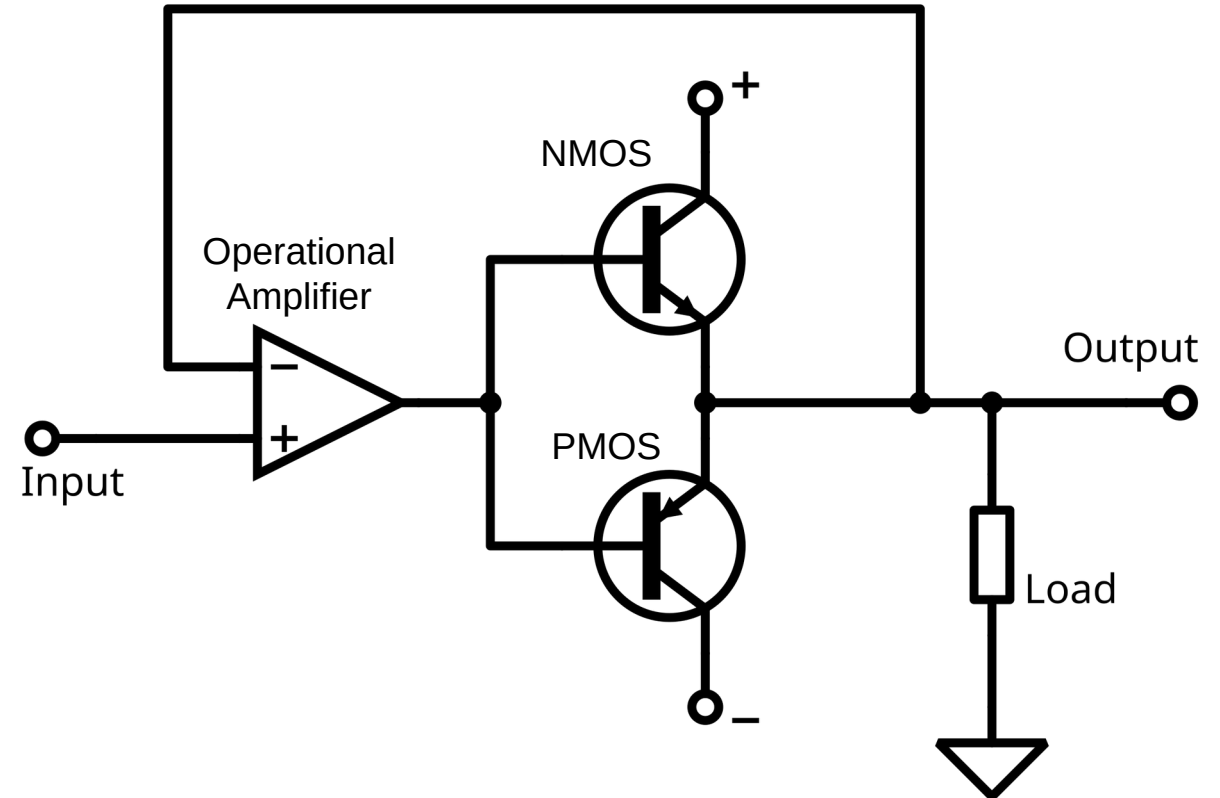 +
NMOS
Operational
Amplifier
−
+
Input
PMOS
Output
Load
−